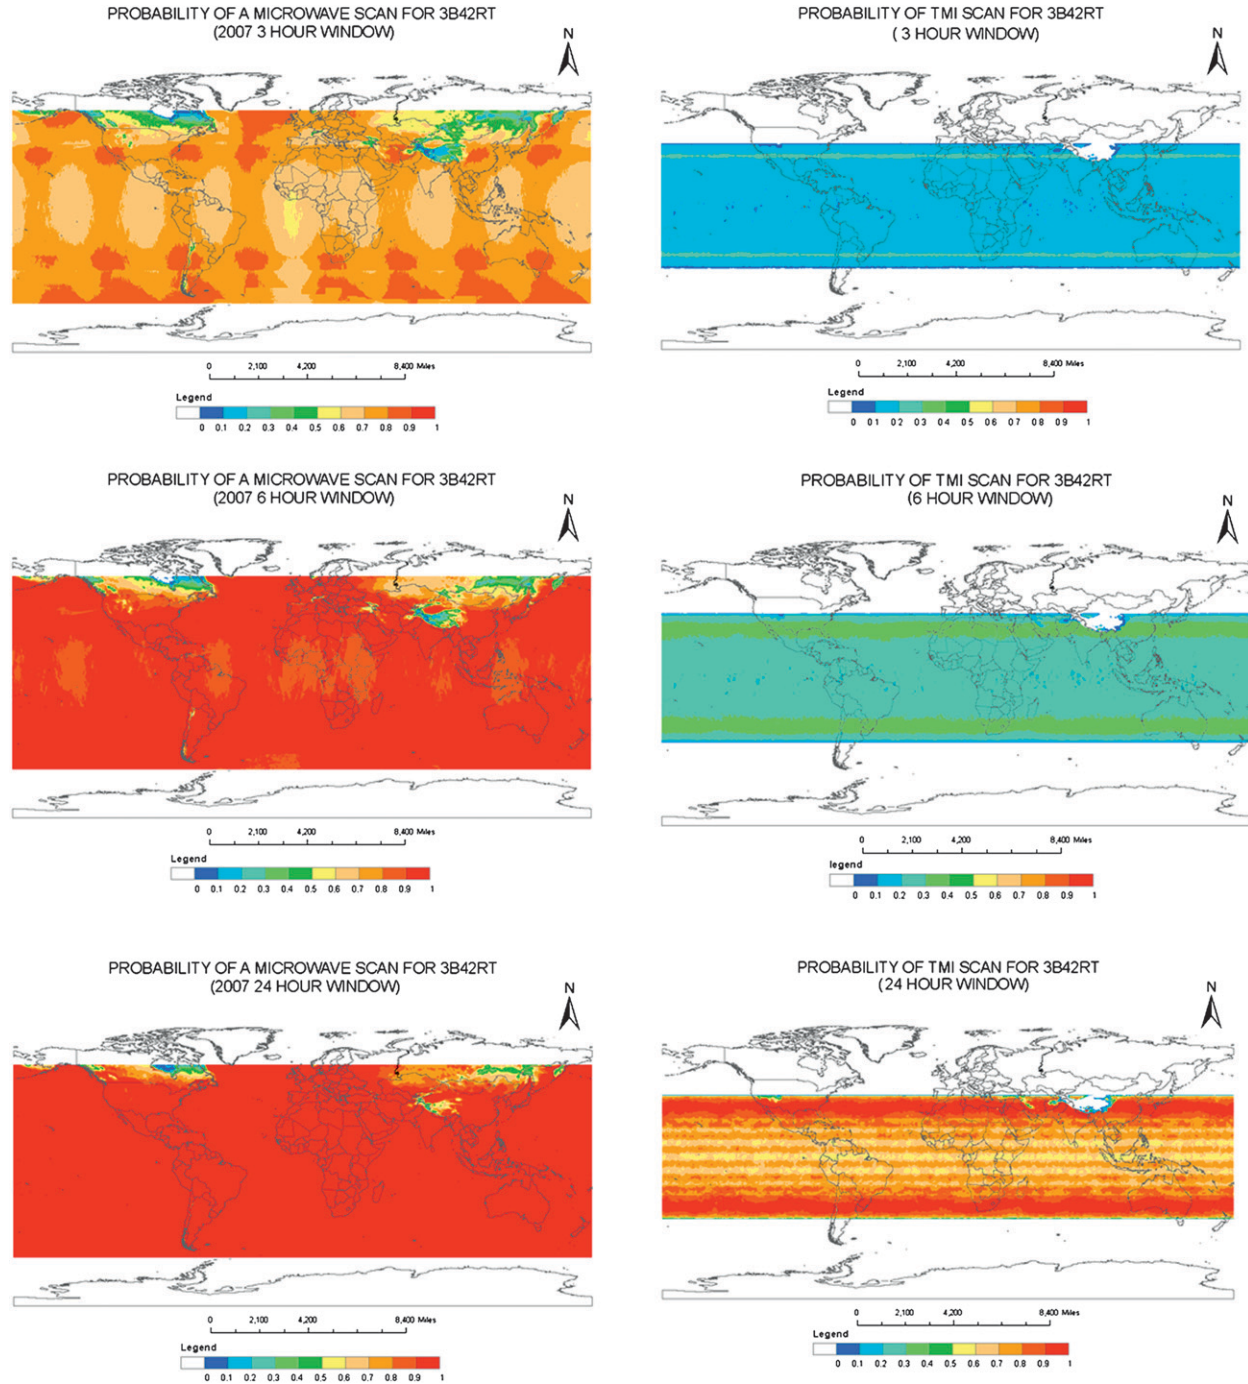 PROBABILITY OF A MICROWAVE SCAN FOR 3B42RT
(2007 3 HOUR WINDOW)
N
0 2,100 4,200 8,400 Miles
Legend
0 0.1 0.2 0.3 0.4 0.5 0.6 0.7 0.8 0.9 1
PROBABILITY OF TMI SCAN FOR 3B42RT
( 3 HOUR WINDOW)
N
0 2,100 4,200 8,400 Miles
Legend
0 0.1 0.2 0.3 0.4 0.5 0.6 0.7 0.8 0.9 1
PROBABILITY OF A MICROWAVE SCAN FOR 3B42RT
(2007 6 HOUR WINDOW)
N
0 2,100 4,200 8,400 Miles
Legend
0 0.1 0.2 0.3 0.4 0.5 0.6 0.7 0.8 0.9 1
PROBABILITY OF TMI SCAN FOR 3B42RT
(6 HOUR WINDOW)
N
0 2,100 4,200 8,400 Miles
legend
0 0.1 0.2 0.3 0.4 0.5 0.6 0.7 0.8 0.9 1
PROBABILITY OF A MICROWAVE SCAN FOR 3B42RT
(2007 24 HOUR WINDOW)
N
0 2,100 4,200 8,400 Miles
Legend
0 0.1 0.2 0.3 0.4 0.5 0.6 0.7 0.8 0.9 1
PROBABILITY OF TMI SCAN FOR 3B42RT
( 24 HOUR WINDOW)
N
0 2,100 4,200 8,400 Miles
Legend
0 0.1 0.2 0.3 0.4 0.5 0.6 0.7 0.8 0.9 1